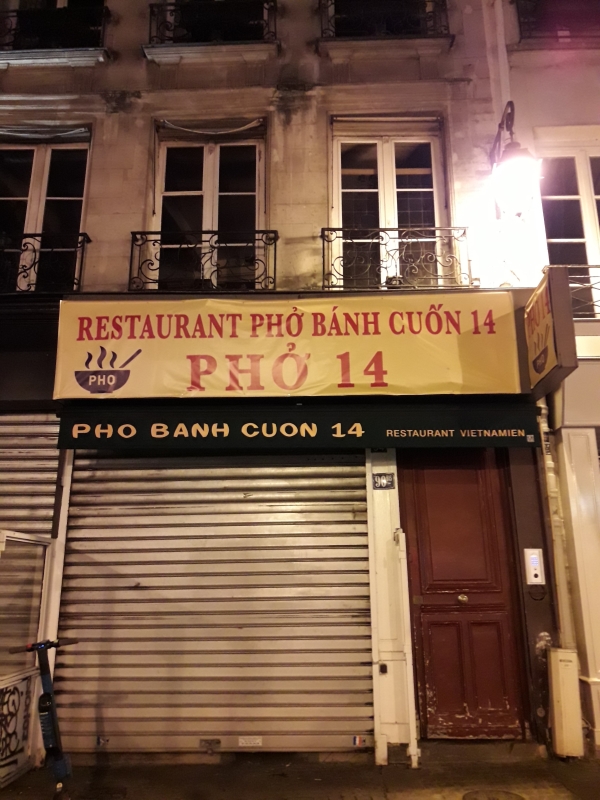 RESTAURANT PHỞ BÁNH CUỐN 14
PHỞ 14
PHO
PHO BANH CUON 14
RESTAURANT VIETNAMIEN